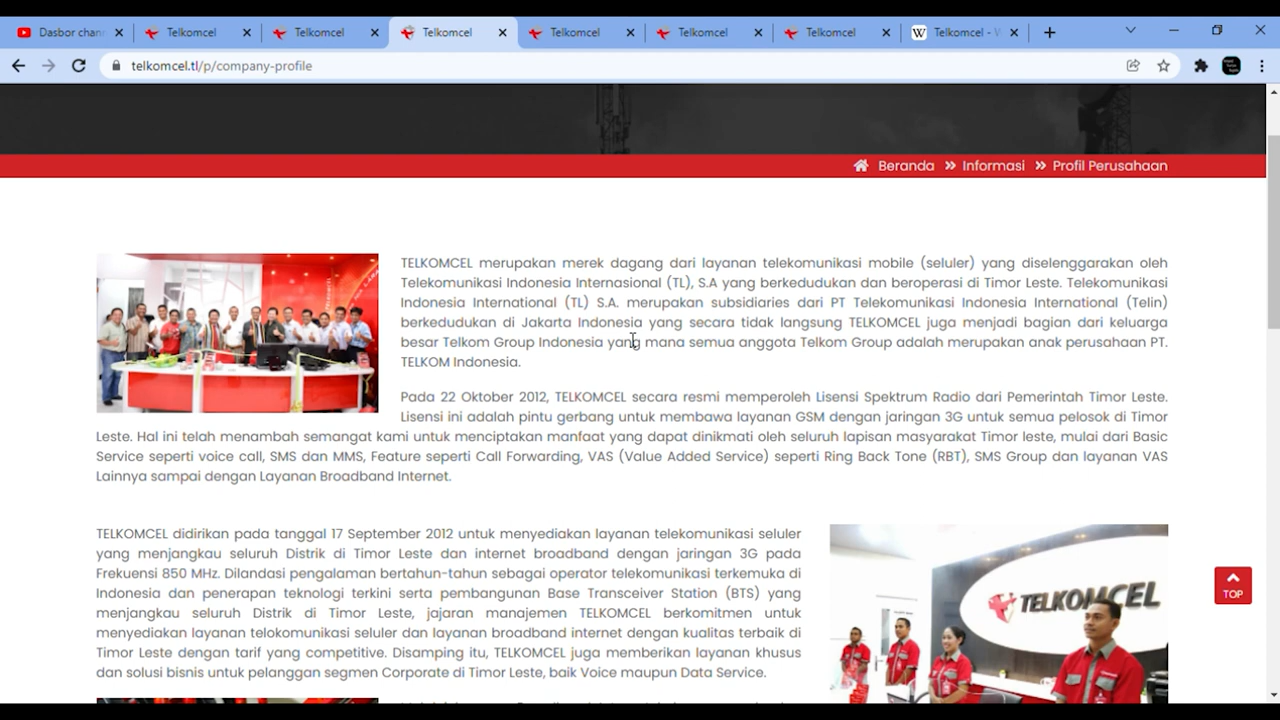 Dasbor chan
Telkomcel
Telkomcel
Telkomcel
Telkomcel
Telkomcel
Telkomcel
Telkomcel - W
telkomcel.tl/p/company-profile
Beranda Informasi Profil Perusahaan
TELKOMCEL merupakan merek dagang dari layanan telekomunikasi mobile (seluler) yang diselenggarakan oleh
Telekomunikasi Indonesia Internasional (TL), S.A yang berkedudukan dan beroperasi di Timor Leste. Telekomunikasi
Indonesia International (TL) S.A. merupakan subsidiaries dari PT Telekomunikasi Indonesia International (Telin)
berkedudukan di Jakarta Indonesia yang secara tidak langsung TELKOMCEL juga menjadi bagian dari keluarga
besar Telkom Group Indonesia yang mana semua anggota Telkom Group adalah merupakan anak perusahaan PT.
TELKOM Indonesia.
Pada 22 Oktober 2012, TELKOMCEL secara resmi memperoleh Lisensi Spektrum Radio dari Pemerintah Timor Leste.
Lisensi ini adalah pintu gerbang untuk membawa layanan GSM dengan jaringan 3G untuk semua pelosok di Timor
Leste. Hal ini telah menambah semangat kami untuk menciptakan manfaat yang dapat dinikmati oleh seluruh lapisan masyarakat Timor leste, mulai dari Basic
Service seperti voice call, SMS dan MMS, Feature seperti Call Forwarding, VAS (Value Added Service) seperti Ring Back Tone (RBT), SMS Group dan layanan VAS
Lainnya sampai dengan Layanan Broadband Internet.
TELKOMCEL didirikan pada tanggal 17 September 2012 untuk menyediakan layanan telekomunikasi seluler
yang menjangkau seluruh Distrik di Timor Leste dan internet broadband dengan jaringan 3G pada
Frekuensi 850 MHz. Dilandasi pengalaman bertahun-tahun sebagai operator telekomunikasi terkemuka di
Indonesia dan penerapan teknologi terkini serta pembangunan Base Transceiver Station (BTS) yang
menjangkau seluruh Distrik di Timor Leste, jajaran manajemen TELKOMCEL berkomitmen untuk
menyediakan layanan telokomunikasi seluler dan layanan broadband internet dengan kualitas terbaik di
Timor Leste dengan tarif yang competitive. Disamping itu, TELKOMCEL juga memberikan layanan khusus
dan solusi bisnis untuk pelanggan segmen Corporate di Timor Leste, baik Voice maupun Data Service.
TELKOMCEL
TOP